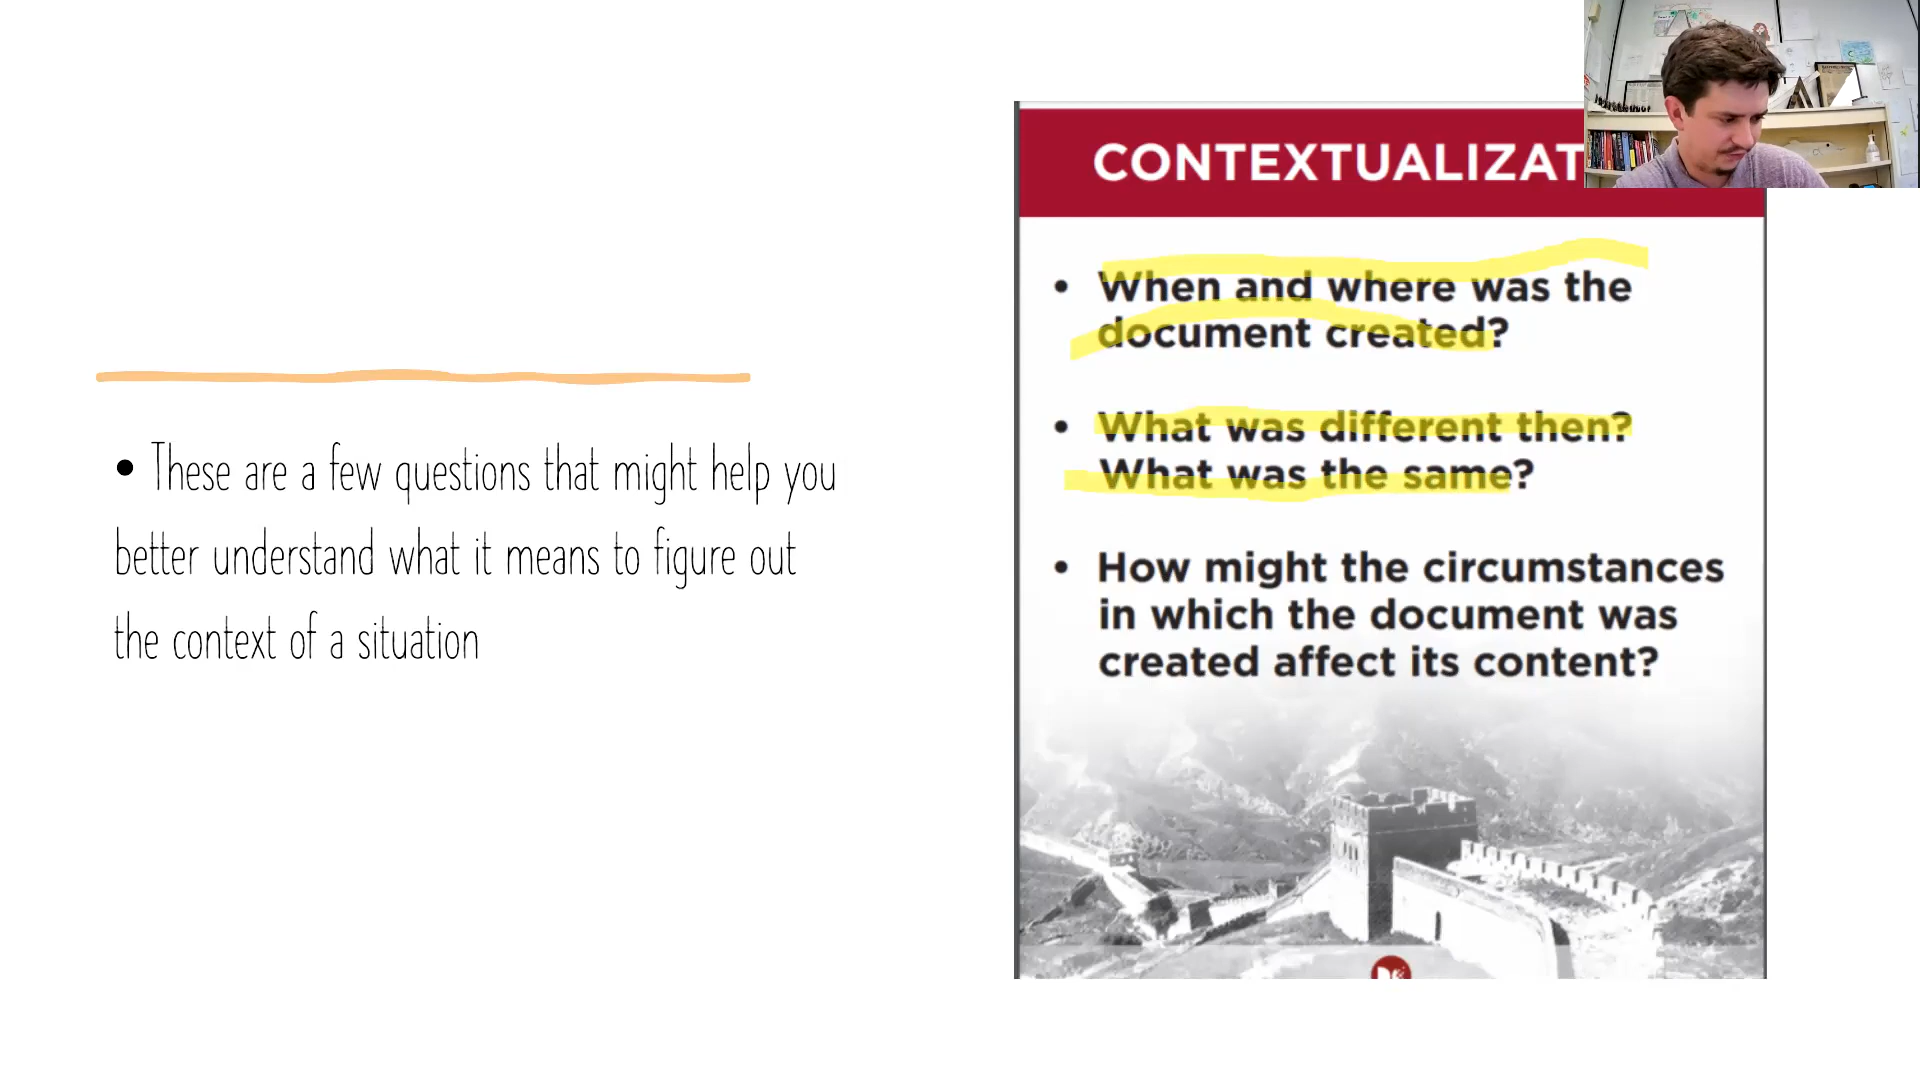 • These are a few questions that might help you
better understand what it means to figure out
the context of a situation
CONTEXTUALIZAT
• When and where was the
document created?
• What was different then?
What was the same?
• How might the circumstances
in which the document was
created affect its content?